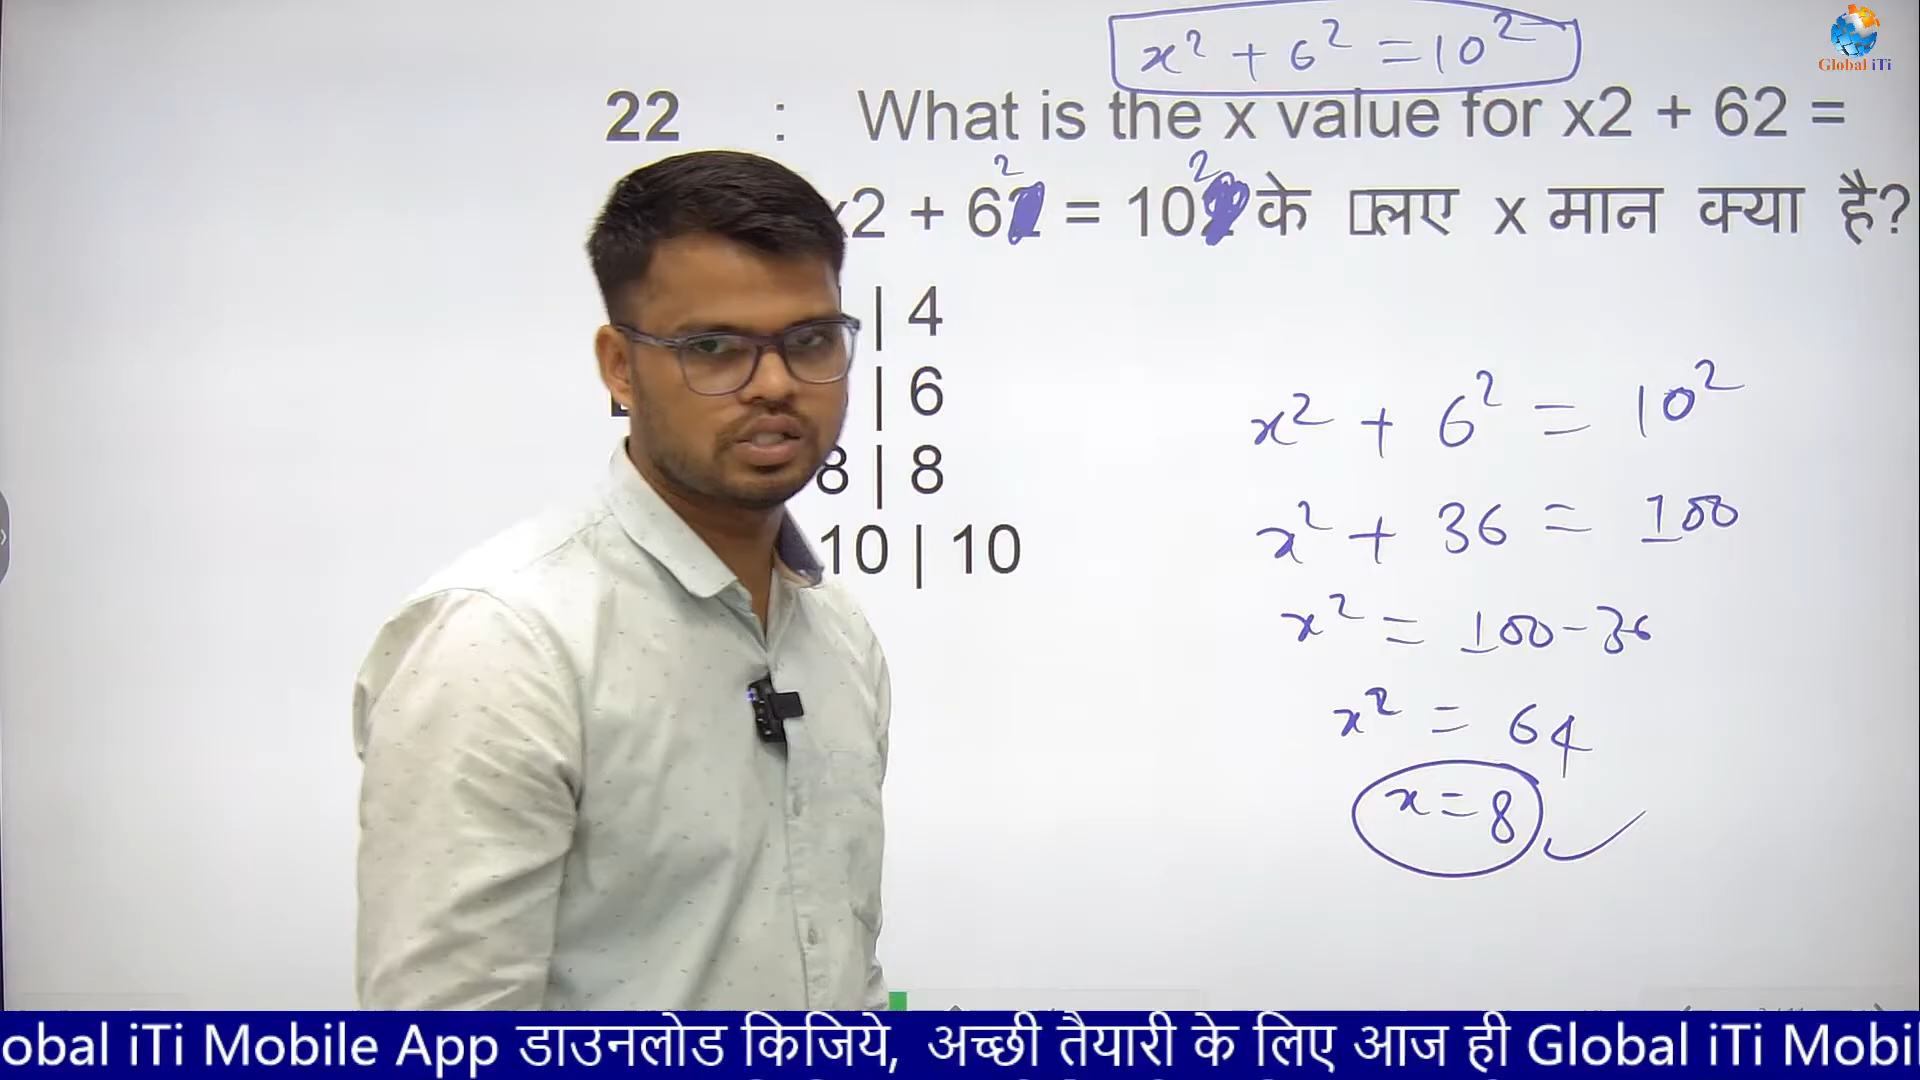 x² + 6² = 10²
Global iTi
22 : What is the x value for x2 + 62 =
x2 + 6² = 10² के लिए x मान क्या है?
| 4
| 6
8 | 8
10 | 10
x² + 6² = 10²
x² + 36 = 100
x² = 100-36
x² = 64
x = 8
obal iTi Mobile App डाउनलोड किजिये, अच्छी तैयारी के लिए आज ही Global iTi Mobil